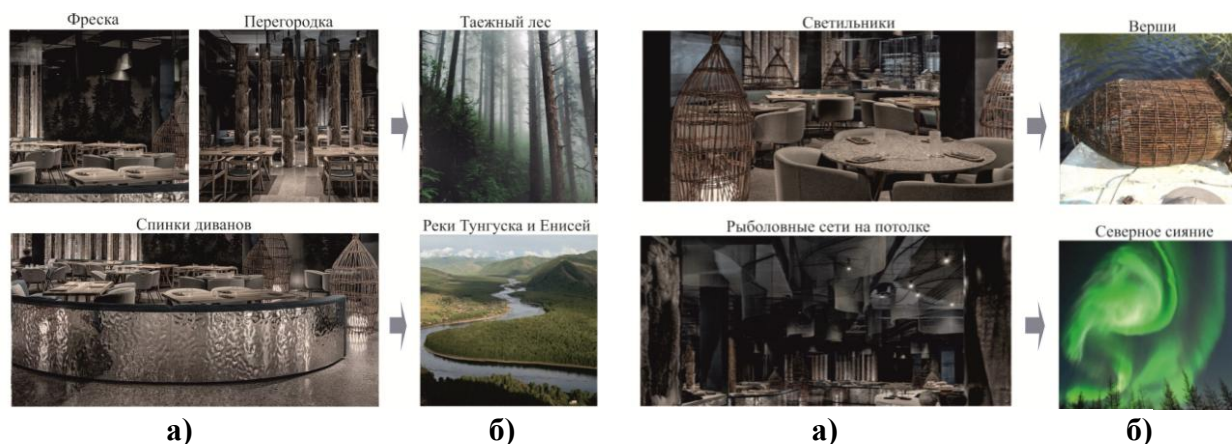 Фреска
Перегородка
Таежный лес
Спинки диванов
Реки Тунгуска и Енисей
а)
б)
Светильники
Верши
Рыболовные сети на потолке
Северное сияние
а)
б)